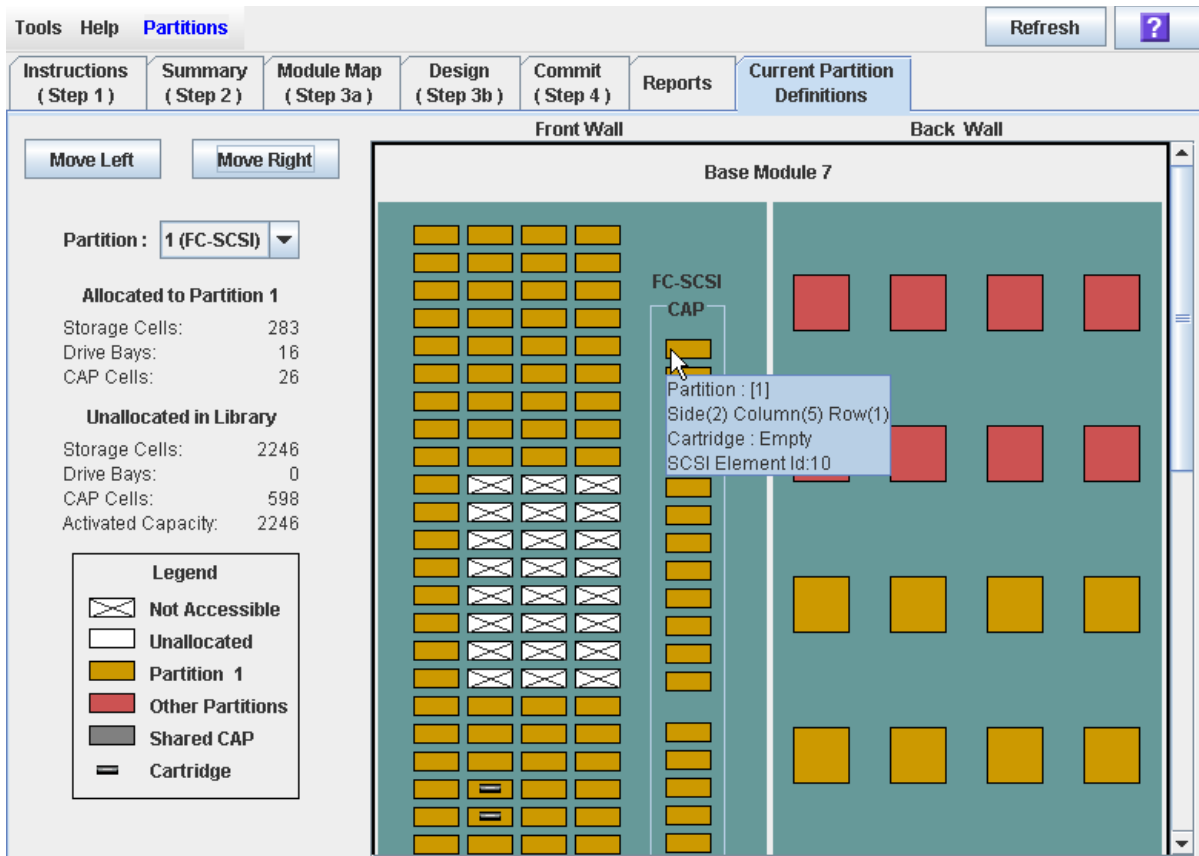 Tools Help Partitions
Refresh
?
Instructions
( Step 1 )
Summary
( Step 2 )
Module Map
( Step 3a )
Design
( Step 3b )
Commit
( Step 4 )
Reports
Current Partition
Definitions
Move Left
Move Right
Partition :
1 (FC-SCSI)
Allocated to Partition 1
Storage Cells: 283
Drive Bays: 16
CAP Cells: 26
Unallocated in Library
Storage Cells: 2246
Drive Bays: 0
CAP Cells: 598
Activated Capacity: 2246
Legend
Not Accessible
Unallocated
Partition 1
Other Partitions
Shared CAP
Cartridge
Front Wall
Back Wall
Base Module 7
FC-SCSI
CAP
Partition : [1]
Side(2) Column(5) Row(1)
Cartridge : Empty
SCSI Element Id:10